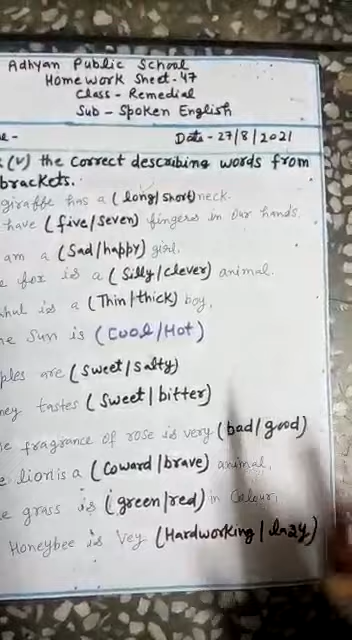 Adhyan Public School
Homework Sheet-47
Class - Remedial
Sub - Spoken English
Date - 27/8/2021
(✓) the correct describing words from
brackets.
giraffe has a (long/short) neck.
have (five/seven) fingers in our hands.
am a (Sad/happy) girl.
fox is a (Silly/clever) animal.
is a (Thin/thick) boy.
Sun is (Cool/Hot)
are (Sweet/Salty)
tastes (Sweet/bitter)
fragrance of rose is very (bad/good)
lion is a (Coward/brave) animal.
grass is (green/red) in Colour.
Honeybee is Vey (Hardworking/lazy)